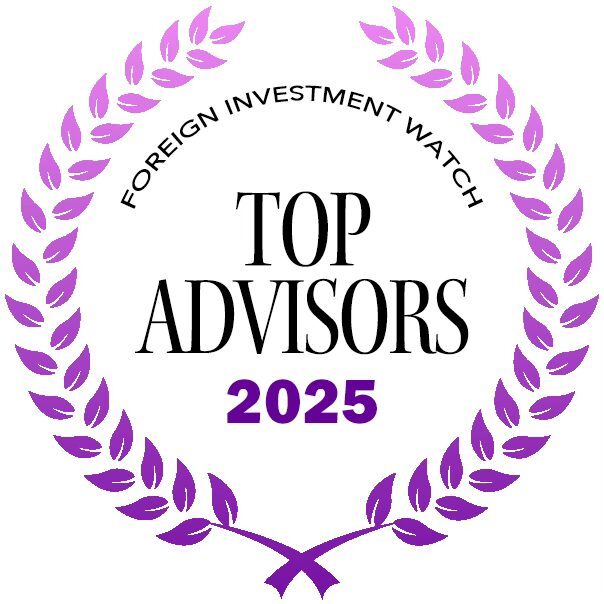 FOREIGN INVESTMENT WATCH
TOP
ADVISORS
2025